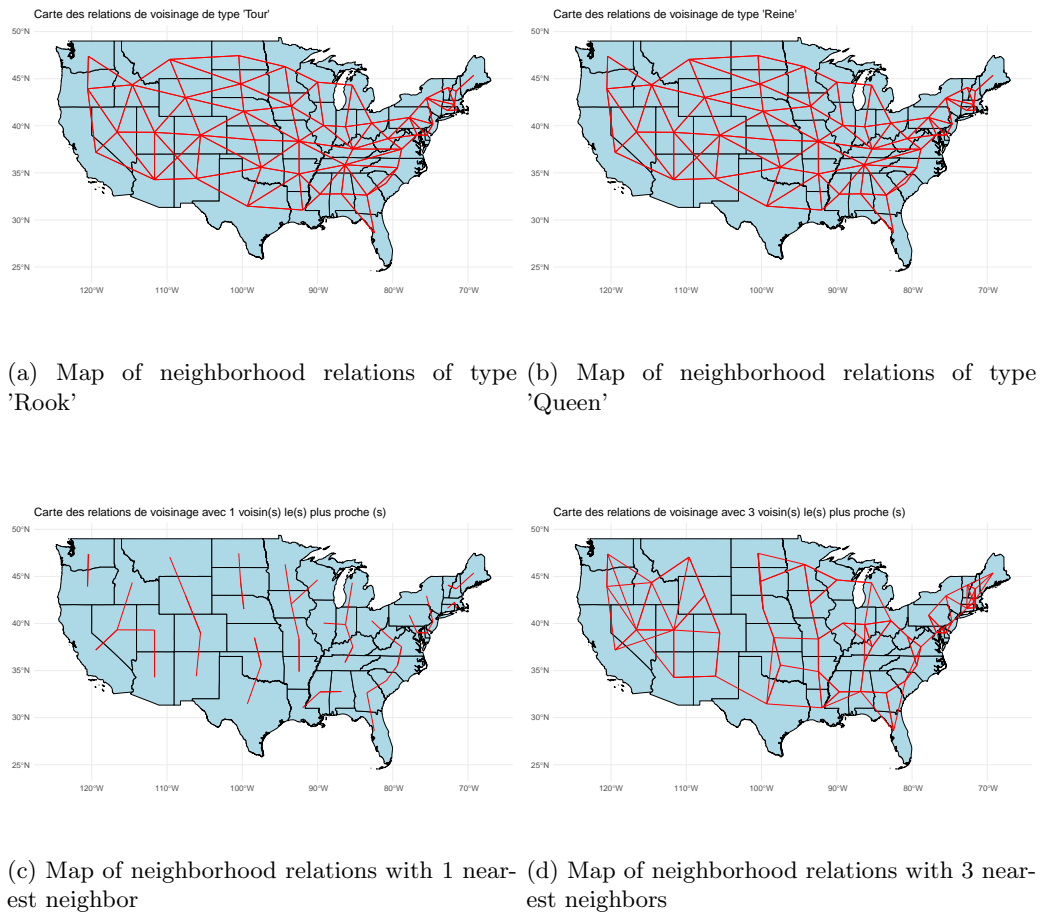 Carte des relations de voisinage de type 'Tour'
50°N
45°N
40°N
35°N
30°N
25°N
120°W
110°W
100°W
90°W
80°W
70°W
(a) Map of neighborhood relations of type
'Rook'
Carte des relations de voisinage de type 'Reine'
50°N
45°N
40°N
35°N
30°N
25°N
120°W
110°W
100°W
90°W
80°W
70°W
(b) Map of neighborhood relations of type
'Queen'
Carte des relations de voisinage avec 1 voisin(s) le(s) plus proche (s)
50°N
45°N
40°N
35°N
30°N
25°N
120°W
110°W
100°W
90°W
80°W
70°W
(c) Map of neighborhood relations with 1 near-
est neighbor
Carte des relations de voisinage avec 3 voisin(s) le(s) plus proche (s)
50°N
45°N
40°N
35°N
30°N
25°N
120°W
110°W
100°W
90°W
80°W
70°W
(d) Map of neighborhood relations with 3 near-
est neighbors